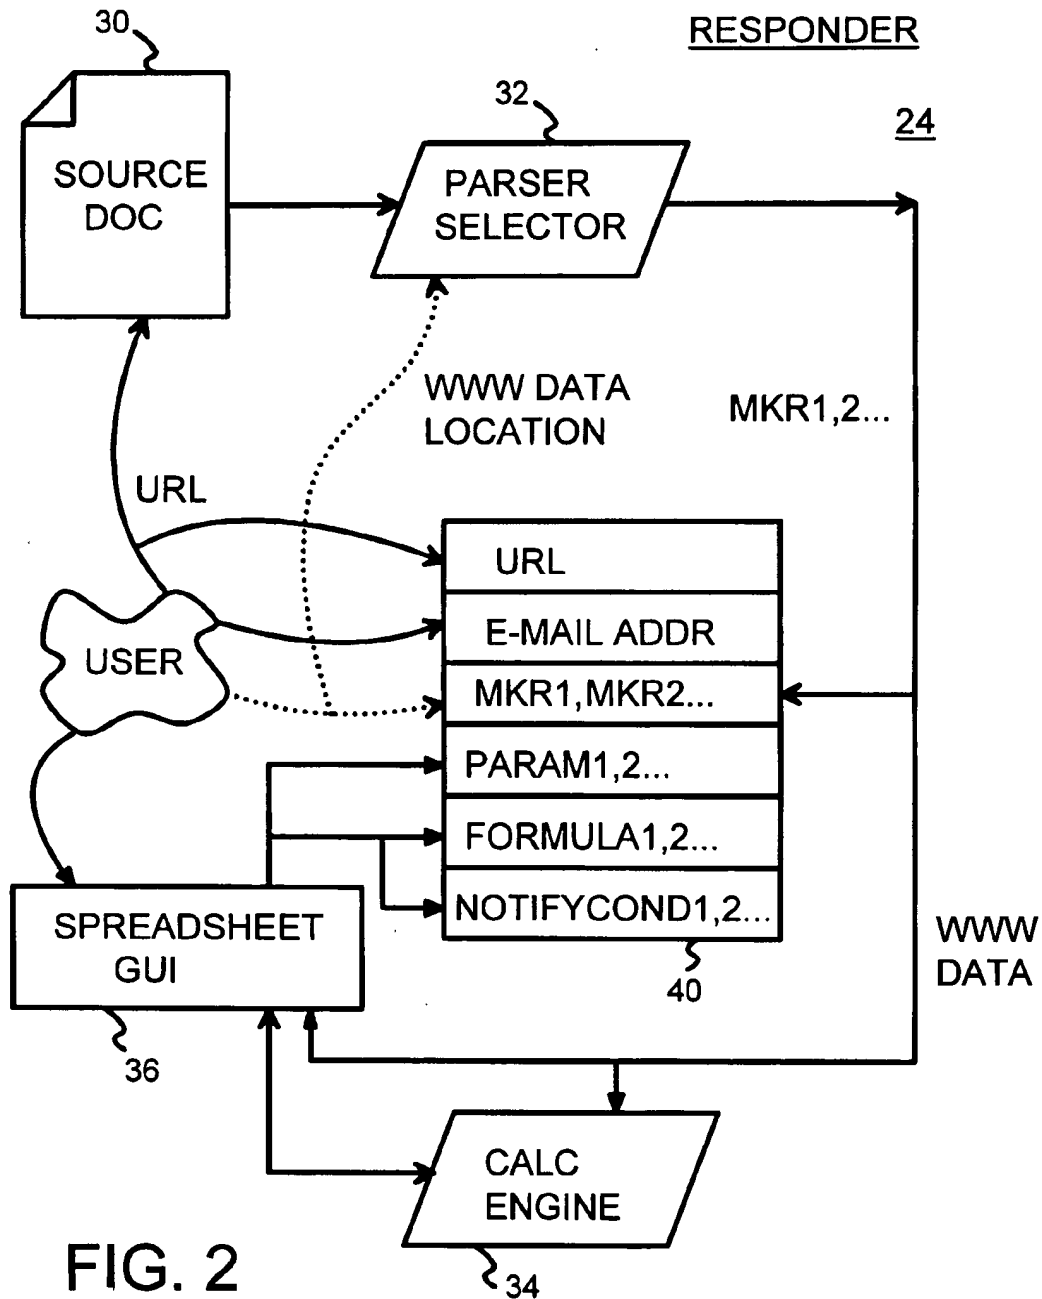 30
RESPONDER
32
24
SOURCE
DOC
PARSER
SELECTOR
WWW DATA
LOCATION
MKR1,2...
URL
URL
E-MAIL ADDR
USER
MKR1,MKR2...
PARAM1,2...
FORMULA1,2...
NOTIFYCOND1,2...
SPREADSHEET
GUI
WWW
DATA
40
36
CALC
ENGINE
FIG. 2
34